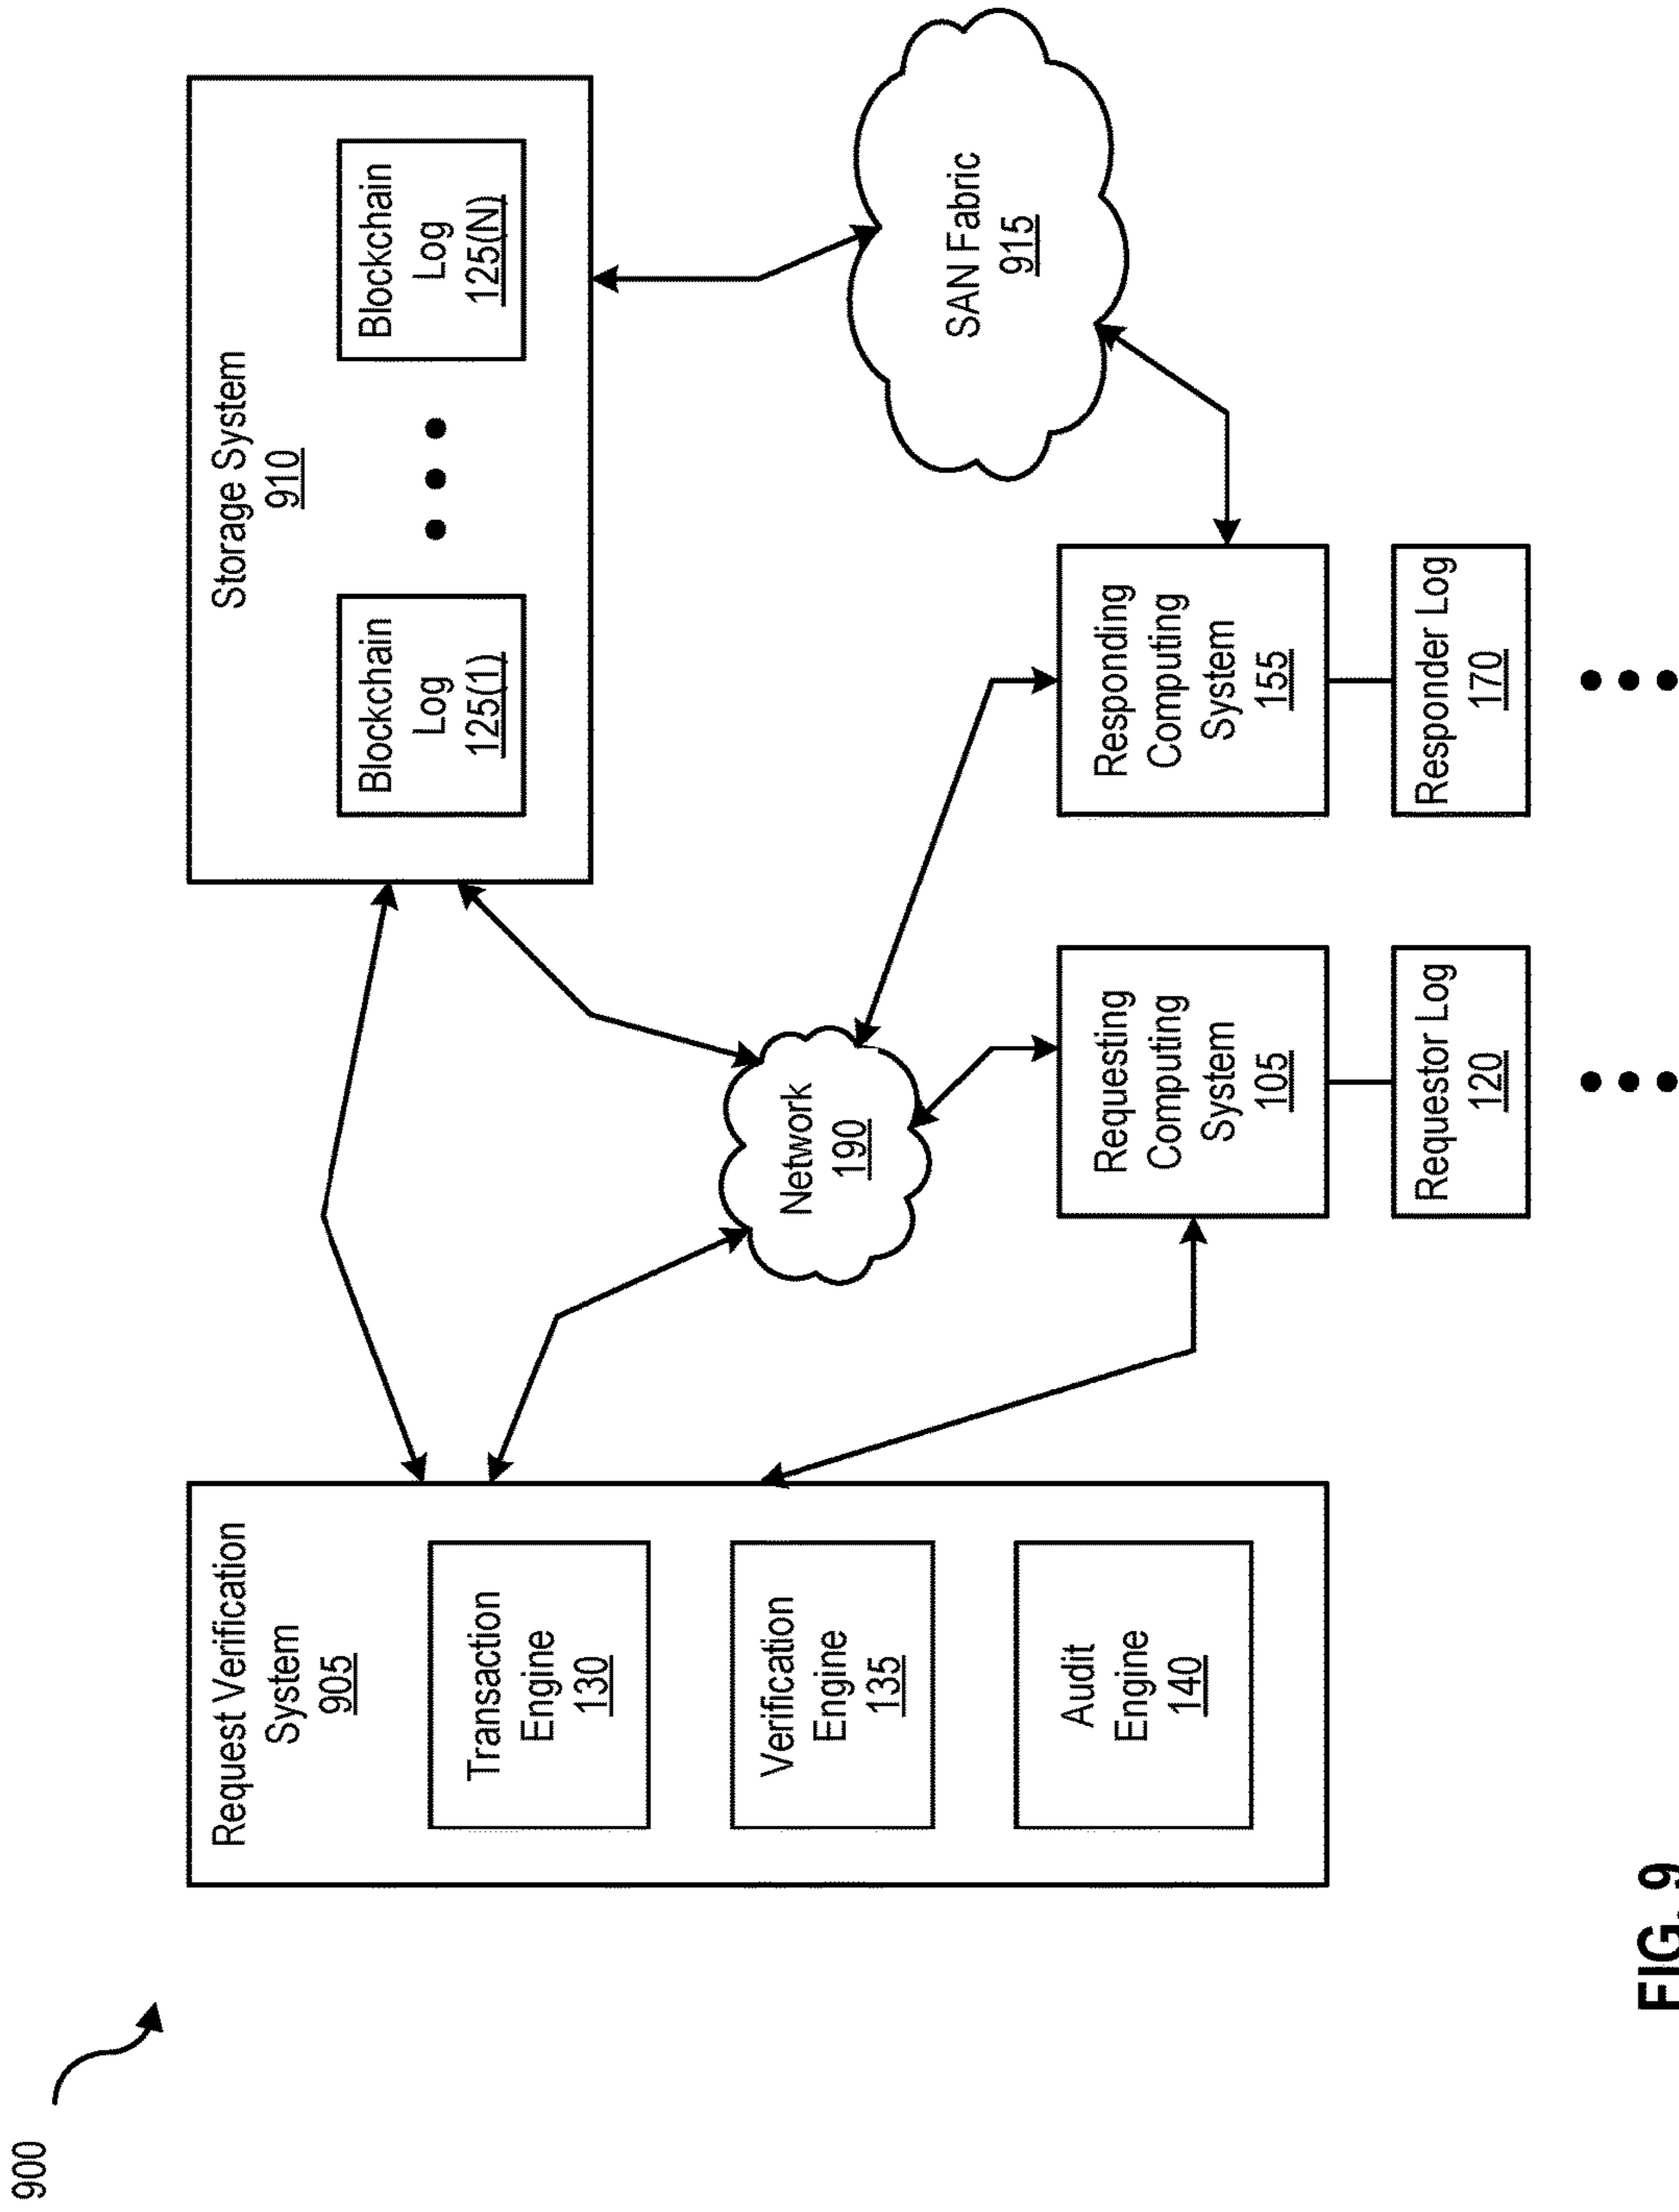 900
Request Verification
System
905
Transaction
Engine
130
Verification
Engine
135
Audit
Engine
140
Storage System
910
Blockchain
Log
125(1)
Blockchain
Log
125(N)
Network
190
SAN Fabric
915
Requesting
Computing
System
105
Requestor Log
120
Responding
Computing
System
155
Responder Log
170
FIG. 9